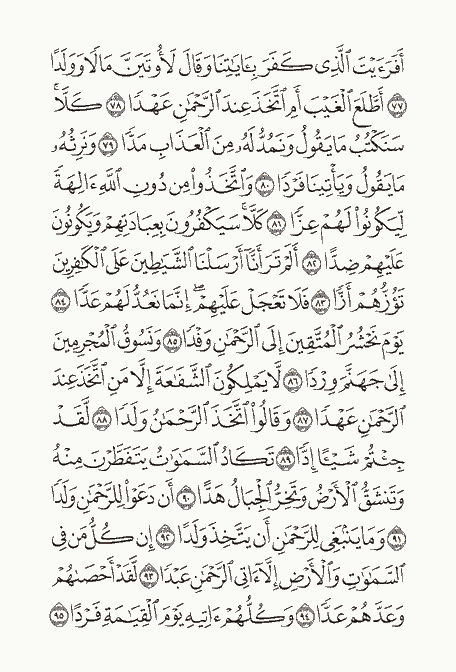 أَفَرَءَيْتَ ٱلَّذِى كَفَرَ بِـَٔايَـٰتِنَا وَقَالَ لَأُوتَيَنَّ مَالًا وَوَلَدًا
٧٧ أَطَّلَعَ ٱلْغَيْبَ أَمِ ٱتَّخَذَ عِندَ ٱلرَّحْمَـٰنِ عَهْدًا ٧٨ كَلَّا ۚ
سَنَكْتُبُ مَا يَقُولُ وَنَمُدُّ لَهُۥ مِنَ ٱلْعَذَابِ مَدًّا ٧٩ وَنَرِثُهُۥ
مَا يَقُولُ وَيَأْتِينَا فَرْدًا ٨٠ وَٱتَّخَذُوا۟ مِن دُونِ ٱللَّهِ ءَالِهَةً
لِّيَكُونُوا۟ لَهُمْ عِزًّا ٨١ كَلَّا ۚ سَيَكْفُرُونَ بِعِبَادَتِهِمْ وَيَكُونُونَ
عَلَيْهِمْ ضِدًّا ٨٢ أَلَمْ تَرَ أَنَّآ أَرْسَلْنَا ٱلشَّيَـٰطِينَ عَلَى ٱلْكَـٰفِرِينَ
تَؤُزُّهُمْ أَزًّا ٨٣ فَلَا تَعْجَلْ عَلَيْهِمْ ۖ إِنَّمَا نَعُدُّ لَهُمْ عَدًّا ٨٤
يَوْمَ نَحْشُرُ ٱلْمُتَّقِينَ إِلَى ٱلرَّحْمَـٰنِ وَفْدًا ٨٥ وَنَسُوقُ ٱلْمُجْرِمِينَ
إِلَىٰ جَهَنَّمَ وِرْدًا ٨٦ لَّا يَمْلِكُونَ ٱلشَّفَـٰعَةَ إِلَّا مَنِ ٱتَّخَذَ عِندَ
ٱلرَّحْمَـٰنِ عَهْدًا ٨٧ وَقَالُوا۟ ٱتَّخَذَ ٱلرَّحْمَـٰنُ وَلَدًا ٨٨ لَّقَدْ
جِئْتُمْ شَيْـًٔا إِدًّا ٨٩ تَكَادُ ٱلسَّمَـٰوَٰتُ يَتَفَطَّرْنَ مِنْهُ
وَتَنشَقُّ ٱلْأَرْضُ وَتَخِرُّ ٱلْجِبَالُ هَدًّا ٩٠ أَن دَعَوْا۟ لِلرَّحْمَـٰنِ وَلَدًا
٩١ وَمَا يَنۢبَغِى لِلرَّحْمَـٰنِ أَن يَتَّخِذَ وَلَدًا ٩٢ إِن كُلُّ مَن فِى
ٱلسَّمَـٰوَٰتِ وَٱلْأَرْضِ إِلَّآ ءَاتِى ٱلرَّحْمَـٰنِ عَبْدًا ٩٣ لَّقَدْ أَحْصَىٰهُمْ
وَعَدَّهُمْ عَدًّا ٩٤ وَكُلُّهُمْ ءَاتِيهِ يَوْمَ ٱلْقِيَـٰمَةِ فَرْدًا ٩٥